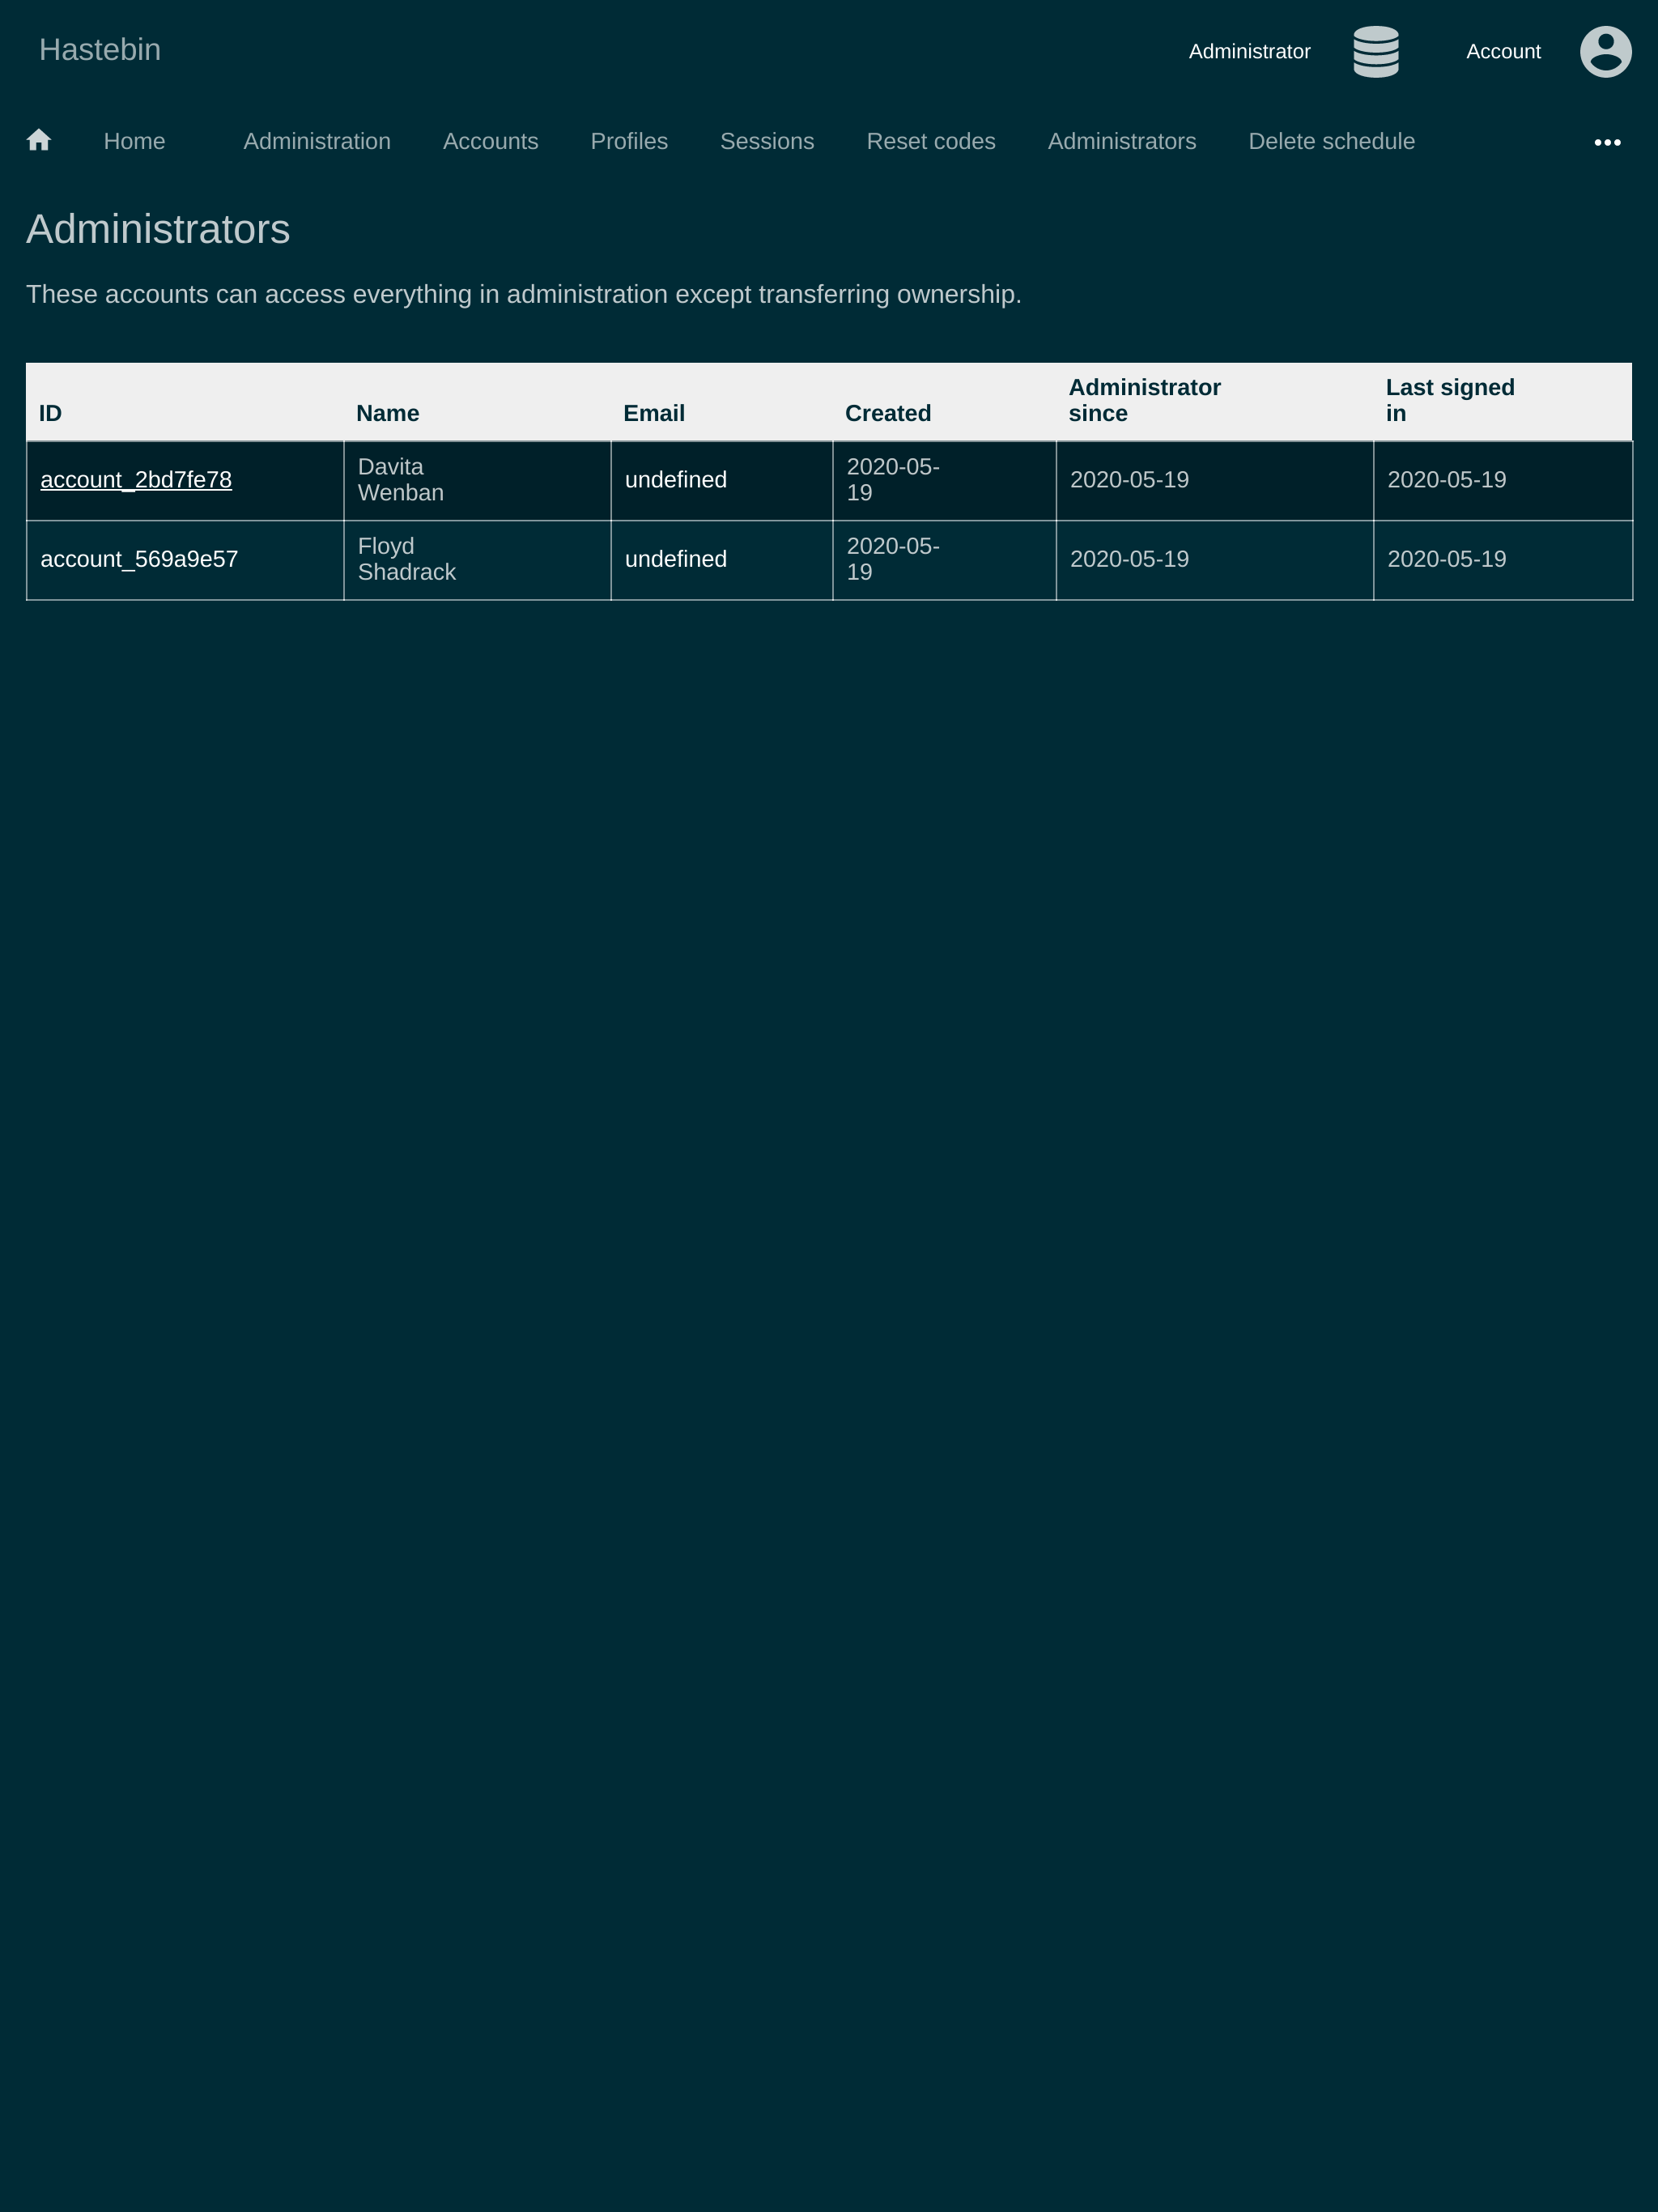 Hastebin
Administrator Account
Home Administration Accounts Profiles Sessions Reset codes Administrators Delete schedule
Administrators
These accounts can access everything in administration except transferring ownership.
ID Name Email Created Administrator since Last signed in
account_2bd7fe78 Davita Wenban undefined 2020-05-19 2020-05-19 2020-05-19
account_569a9e57 Floyd Shadrack undefined 2020-05-19 2020-05-19 2020-05-19